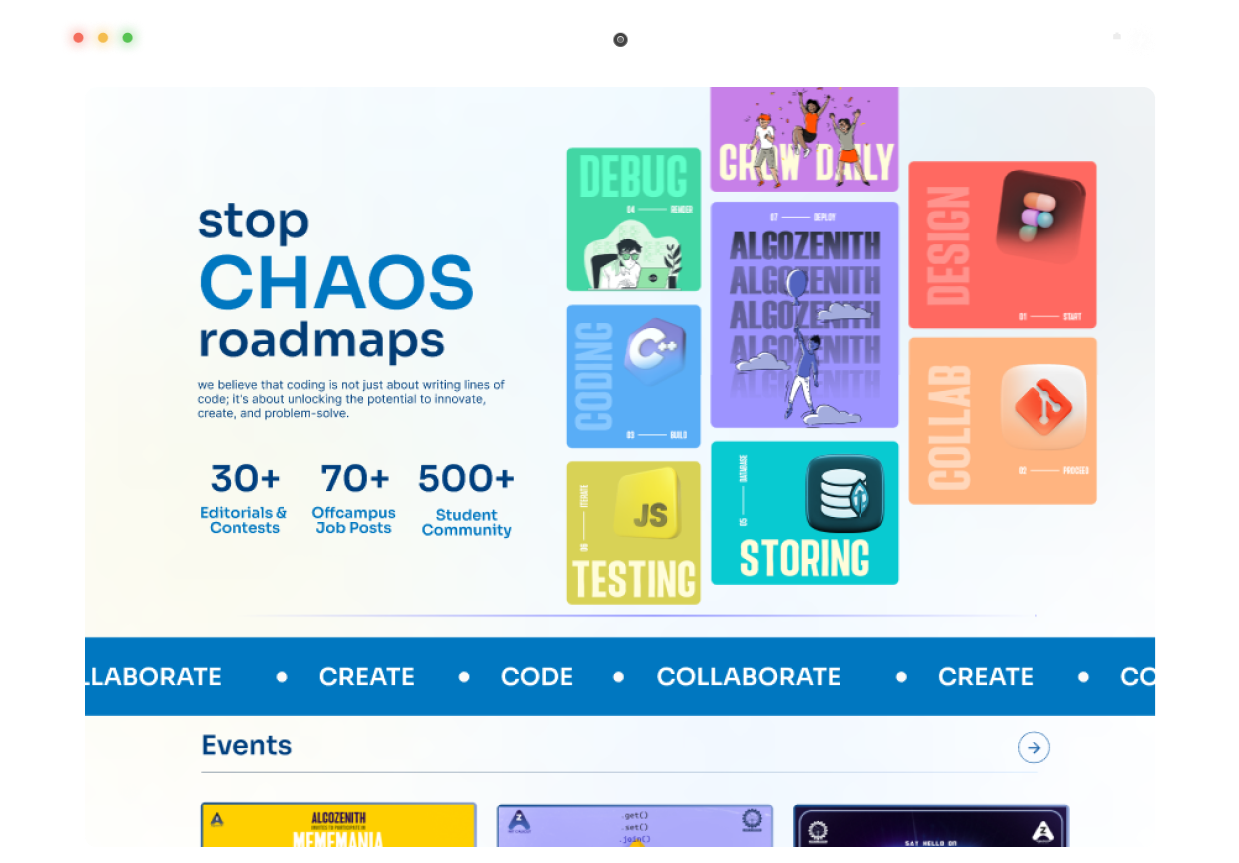 stop
CHAOS
roadmaps
we believe that coding is not just about writing lines of
code; it's about unlocking the potential to innovate,
create, and problem-solve.
30+
Editorials &
Contests
70+
Offcampus
Job Posts
500+
Student
Community
DEBUG
04 RENDER
CODING
C++
03 BUILD
06 ITERATE
JS
TESTING
GROW DAILY
07 DEPLOY
ALGOZENITH
ALGOZENITH
ALGOZENITH
ALGOZENITH
ALGOZENITH
05 DATABASE
STORING
DESIGN
01 START
COLLAB
02 PROCEED
LLABORATE • CREATE • CODE • COLLABORATE • CREATE • CO
Events
ALGOZENITH
MEMEMANIA
.get()
.set()
.join()
SAY HELLO ON